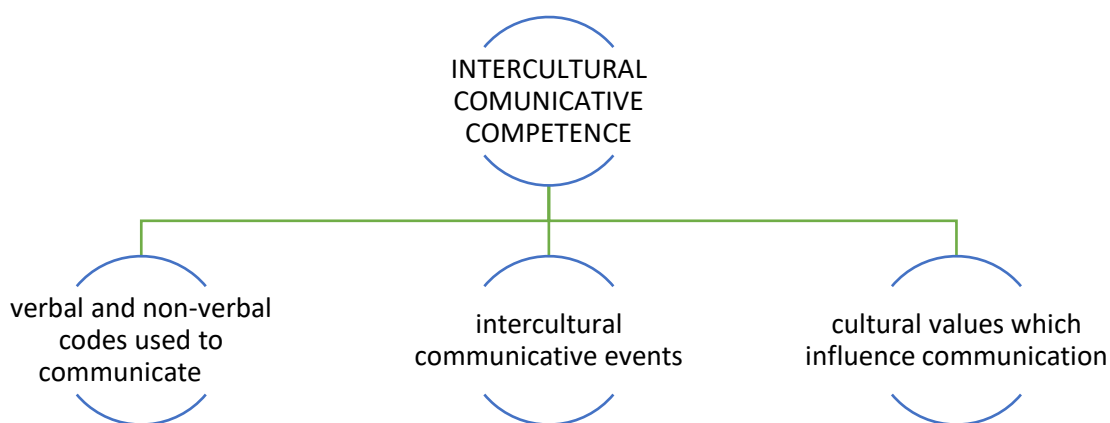 INTERCULTURAL
COMUNICATIVE
COMPETENCE
verbal and non-verbal
codes used to
communicate
intercultural
communicative events
cultural values which
influence communication